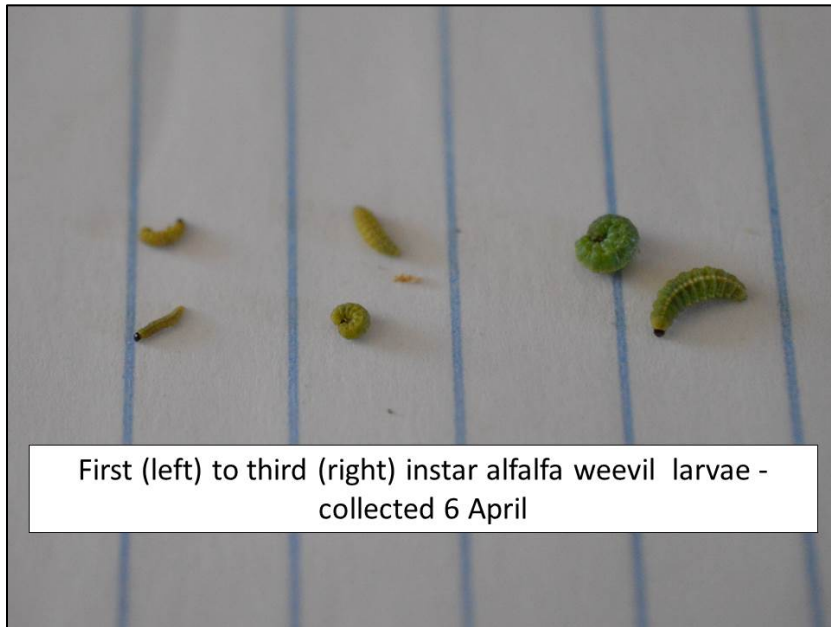 First (left) to third (right) instar alfalfa weevil larvae -
collected 6 April